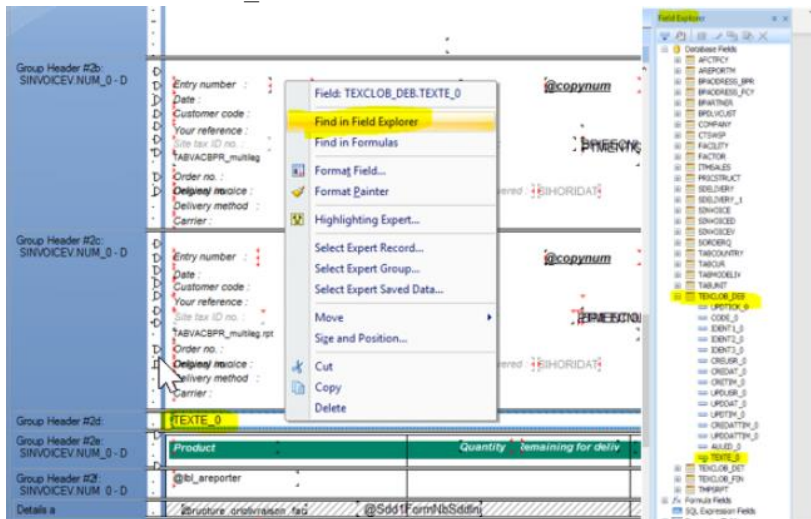 Group Header #2b:
SINVOICEV.NUM_0 - D
Entry number :
@copynum
Date :
Customer code :
Your reference :
Site tax ID no. :
TABVACBPR_multileg
Order no. :
Delivery method :
Carrier :
Group Header #2c:
SINVOICEV.NUM_0 - D
Entry number :
@copynum
Date :
Customer code :
Your reference :
Site tax ID no. :
TABVACBPR_multileg.rpt
Order no. :
Delivery method :
Carrier :
Group Header #2d:
TEXTE_0
Group Header #2e:
SINVOICEV.NUM_0 - D
Product
Quantity
Remaining for deliv
Group Header #2f:
SINVOICEV.NUM_0 - D
@lbl_areporter
Details a
@Sdd1FormNbSddlnj
Field: TEXCLOB_DEB.TEXTE_0
Find in Field Explorer
Find in Formulas
Format Field...
Format Painter
Highlighting Expert...
Select Expert Record...
Select Expert Group...
Select Expert Saved Data...
Move
Size and Position...
Cut
Copy
Delete
Field Explorer
Database Fields
AFCTFCY
AREPORTM
BPADDRESS_BPR
BPADDRESS_FCY
BPARTNER
BPDLVCUST
COMPANY
CTSWSP
FACILITY
FACTOR
ITMSALES
PRICSTRUCT
SDELIVERY
SDELIVERY_1
SINVOICE
SINVOICED
SINVOICEV
SORDERQ
TABCOUNTRY
TABCUR
TABMODELIV
TABUNIT
TEXCLOB_DEB
UPDTICK_0
CODE_0
IDENT1_0
IDENT2_0
IDENT3_0
CREUSR_0
CREDAT_0
CRETIM_0
UPDUSR_0
UPDDAT_0
UPDTIM_0
CREDATTIM_0
UPDDATTIM_0
AUUID_0
TEXTE_0
TEXCLOB_DET
TEXCLOB_FIN
TMPSRPT
Formula Fields
SQL Expression Fields